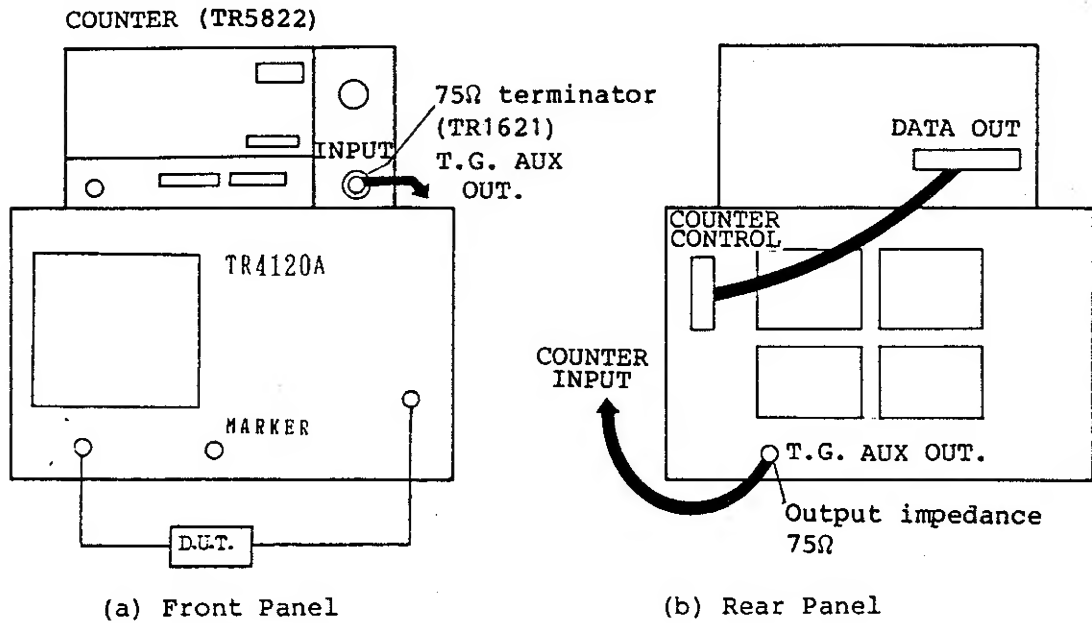 COUNTER (TR5822)
75Ω terminator
(TR1621)
INPUT
T.G. AUX
OUT.
TR4120A
MARKER
D.U.T.
(a) Front Panel
DATA OUT
COUNTER
CONTROL
COUNTER
INPUT
T.G. AUX OUT.
Output impedance
75Ω
(b) Rear Panel